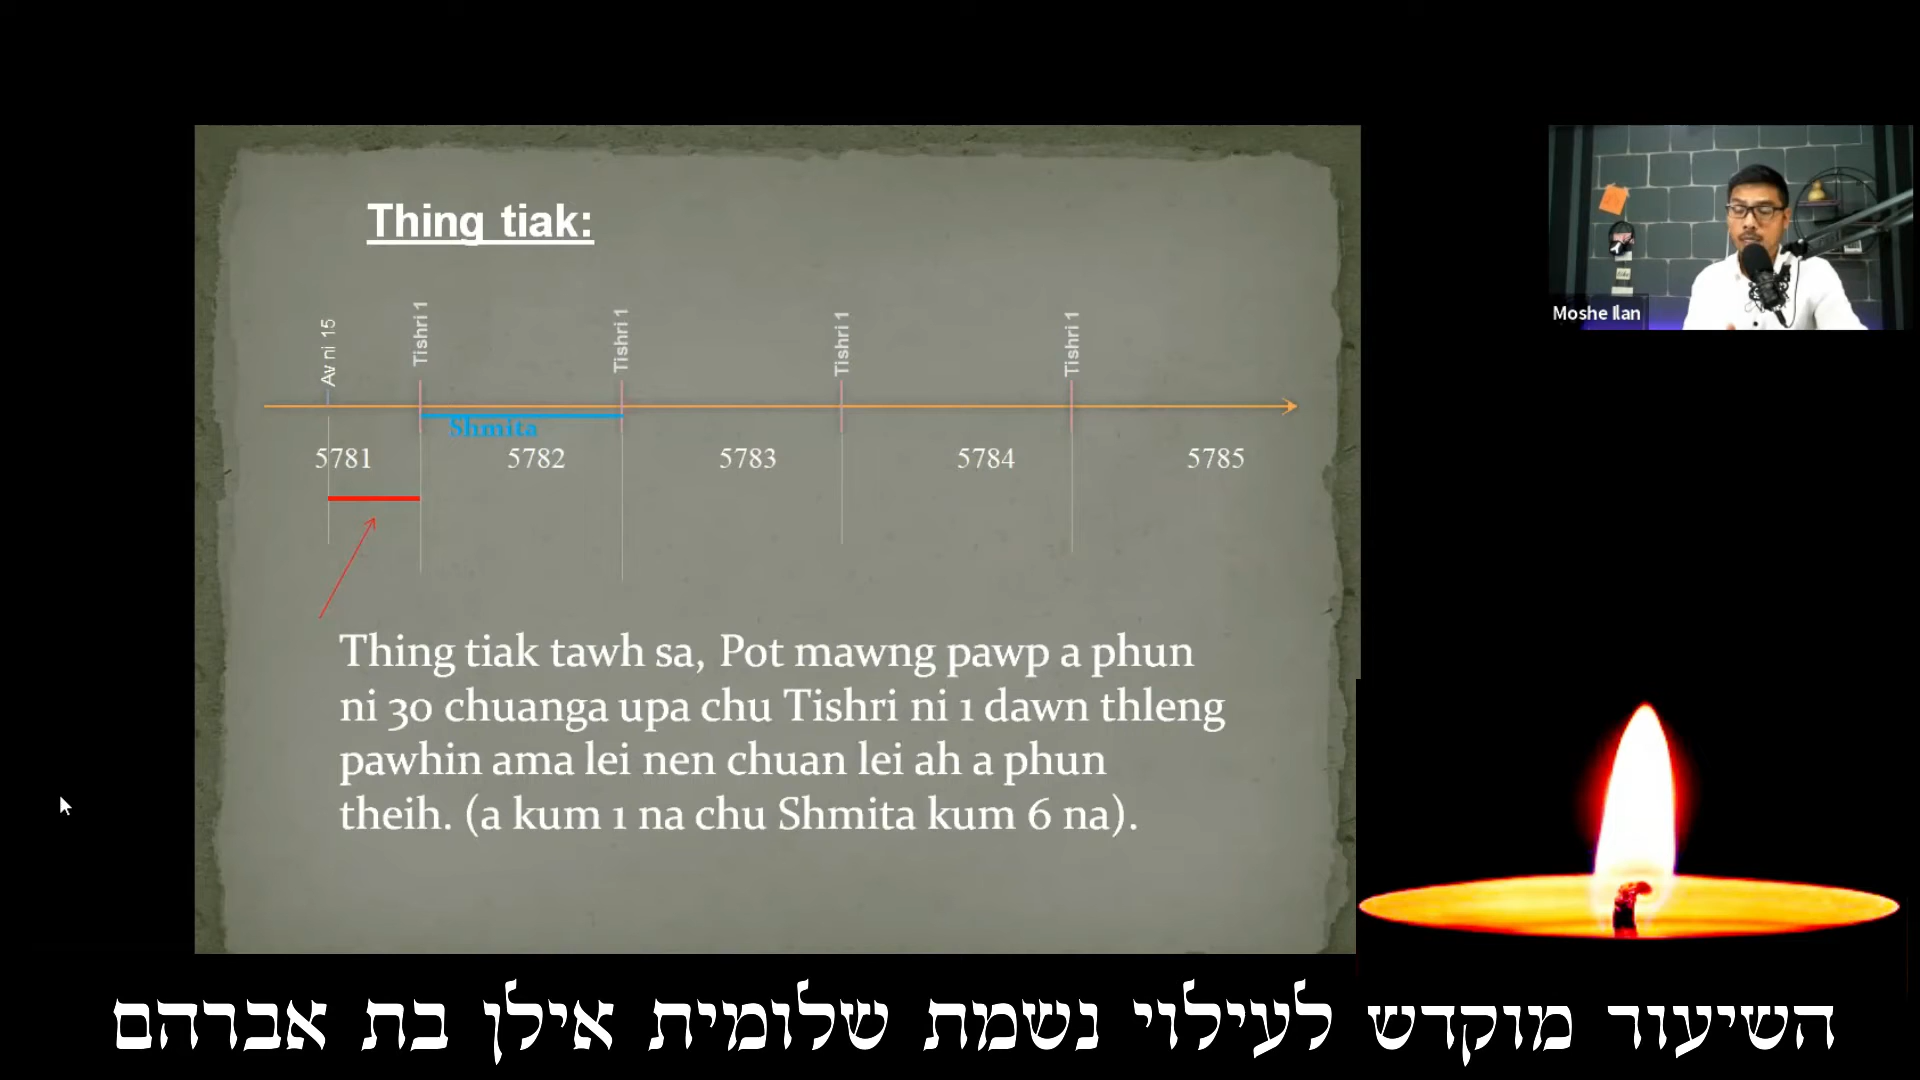 Thing tiak:
Av ni 15
Tishri 1
Tishri 1
Tishri 1
Tishri 1
Shmita
5781
5782
5783
5784
5785
Thing tiak tawh sa, Pot mawng pawp a phun
ni 30 chuanga upa chu Tishri ni 1 dawn thleng
pawhin ama lei nen chuan lei ah a phun
theih. (a kum 1 na chu Shmita kum 6 na).
Moshe Ilan
השיעור מוקדש לעילוי נשמת שלומית אילן בת אברהם